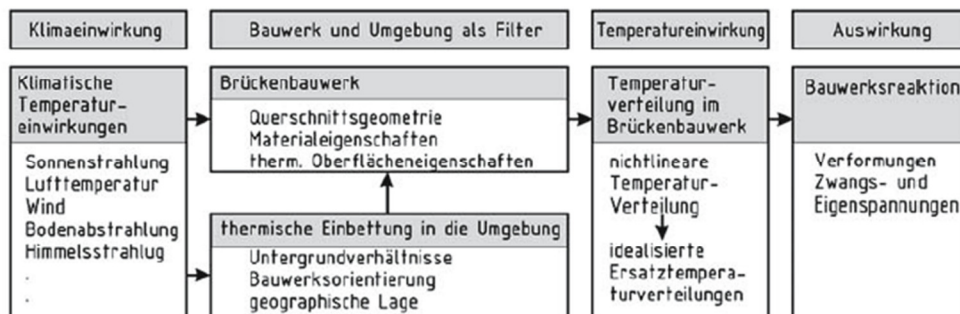 Klimaeinwirkung
Bauwerk und Umgebung als Filter
Temperatureinwirkung
Auswirkung
Klimatische
Temperatur-
einwirkungen
Sonnenstrahlung
Lufttemperatur
Wind
Bodenabstrahlung
Himmelsstrahlug
.
.
Brückenbauwerk
Querschnittsgeometrie
Materialeigenschaften
therm. Oberflächeneigenschaften
thermische Einbettung in die Umgebung
Untergrundverhältnisse
Bauwerksorientierung
geographische Lage
Temperatur-
verteilung im
Brückenbauwerk
nichtlineare
Temperatur-
Verteilung
idealisierte
Ersatztempera-
turverteilungen
Bauwerksreaktion
Verformungen
Zwangs- und
Eigenspannungen